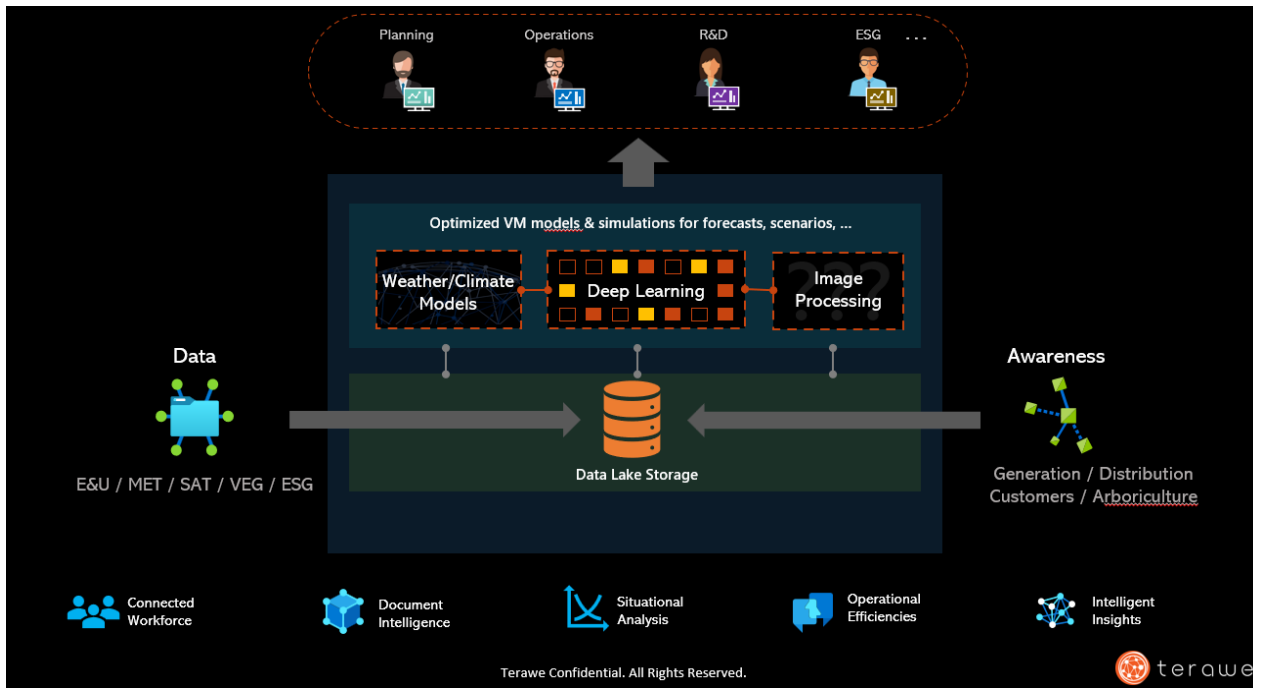 Planning
Operations
R&D
ESG
...
Optimized VM models & simulations for forecasts, scenarios, ...
Weather/Climate
Models
Deep Learning
???
Image
Processing
Data
Awareness
E&U / MET / SAT / VEG / ESG
Data Lake Storage
Generation / Distribution
Customers / Arboriculture
Connected
Workforce
Document
Intelligence
Situational
Analysis
Operational
Efficiencies
Intelligent
Insights
Terawe Confidential. All Rights Reserved.
terawe